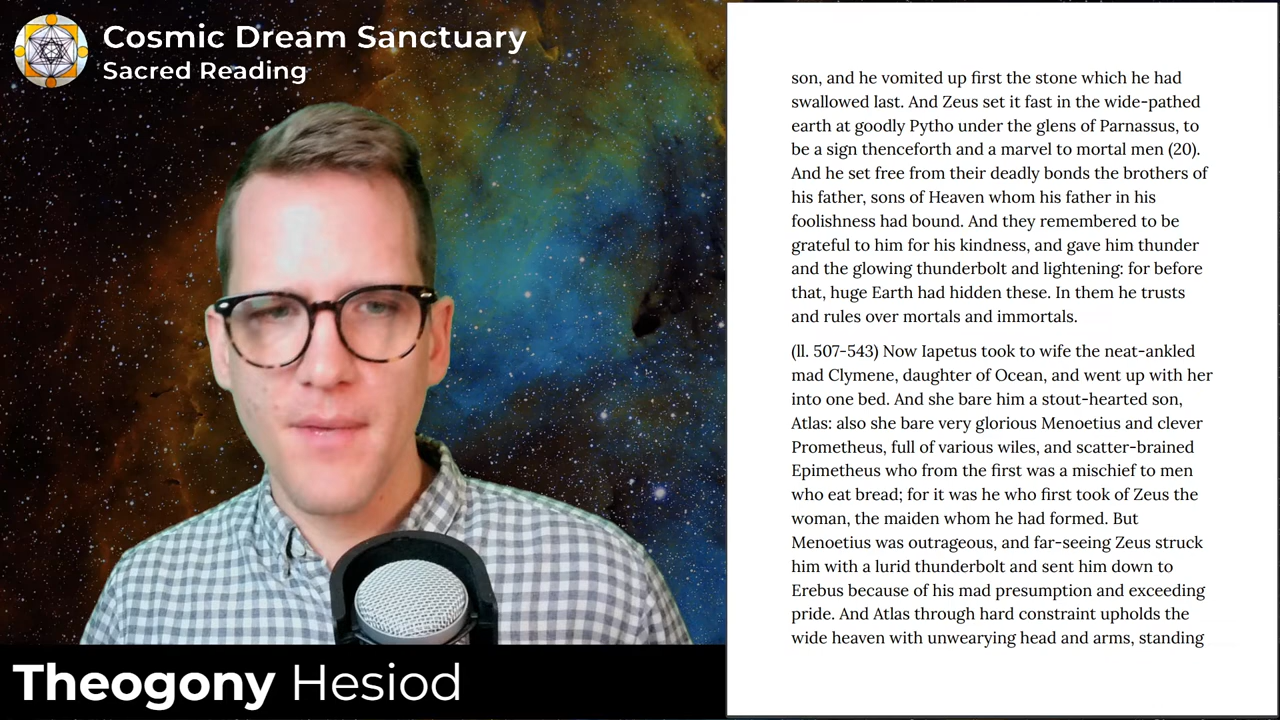 Cosmic Dream Sanctuary
Sacred Reading
son, and he vomited up first the stone which he had
swallowed last. And Zeus set it fast in the wide-pathed
earth at goodly Pytho under the glens of Parnassus, to
be a sign thenceforth and a marvel to mortal men (20).
And he set free from their deadly bonds the brothers of
his father, sons of Heaven whom his father in his
foolishness had bound. And they remembered to be
grateful to him for his kindness, and gave him thunder
and the glowing thunderbolt and lightening: for before
that, huge Earth had hidden these. In them he trusts
and rules over mortals and immortals.
(ll. 507-543) Now Iapetus took to wife the neat-ankled
mad Clymene, daughter of Ocean, and went up with her
into one bed. And she bare him a stout-hearted son,
Atlas: also she bare very glorious Menoetius and clever
Prometheus, full of various wiles, and scatter-brained
Epimetheus who from the first was a mischief to men
who eat bread; for it was he who first took of Zeus the
woman, the maiden whom he had formed. But
Menoetius was outrageous, and far-seeing Zeus struck
him with a lurid thunderbolt and sent him down to
Erebus because of his mad presumption and exceeding
pride. And Atlas through hard constraint upholds the
wide heaven with unwearying head and arms, standing
Theogony Hesiod